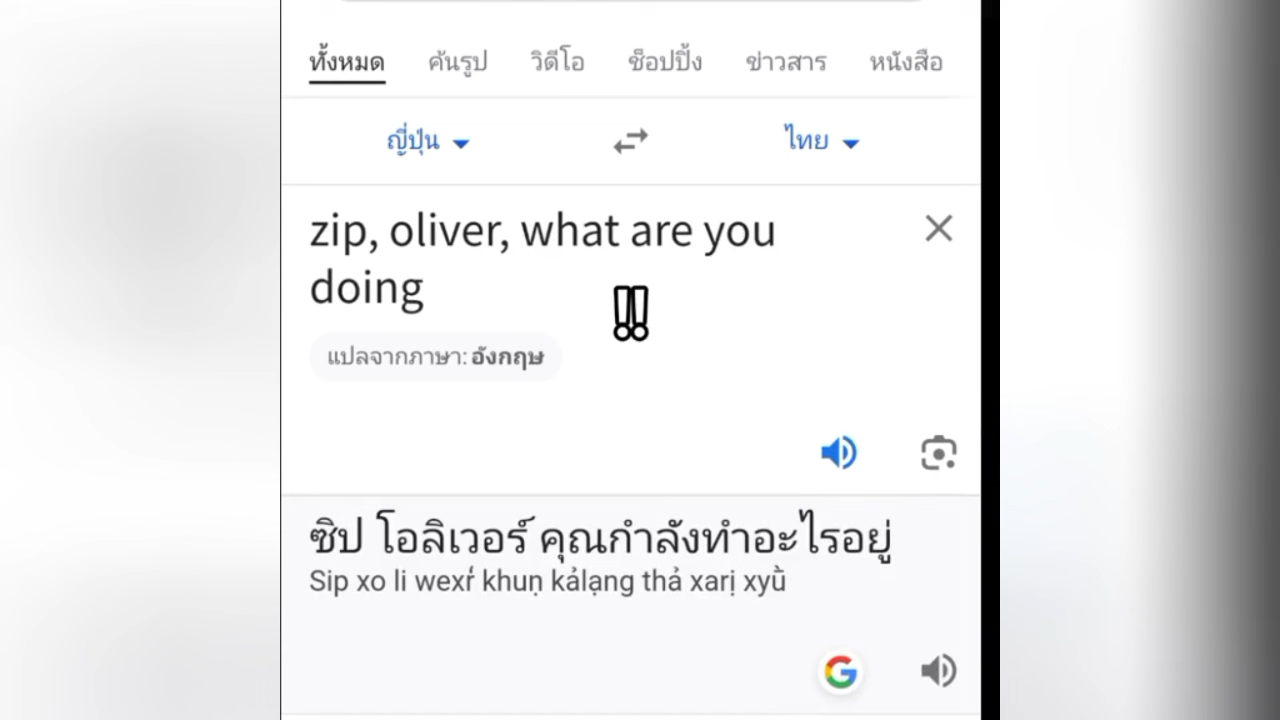 ทั้งหมด ค้นรูป วิดีโอ ช็อปปิ้ง ข่าวสาร หนังสือ
ญี่ปุ่น ไทย
zip, oliver, what are you
doing
‼
แปลจากภาษา: อังกฤษ
ซิป โอลิเวอร์ คุณกำลังทำอะไรอยู่
Sip xo li wexr̒ khuṇ kảlạng thả xarị xyū̀